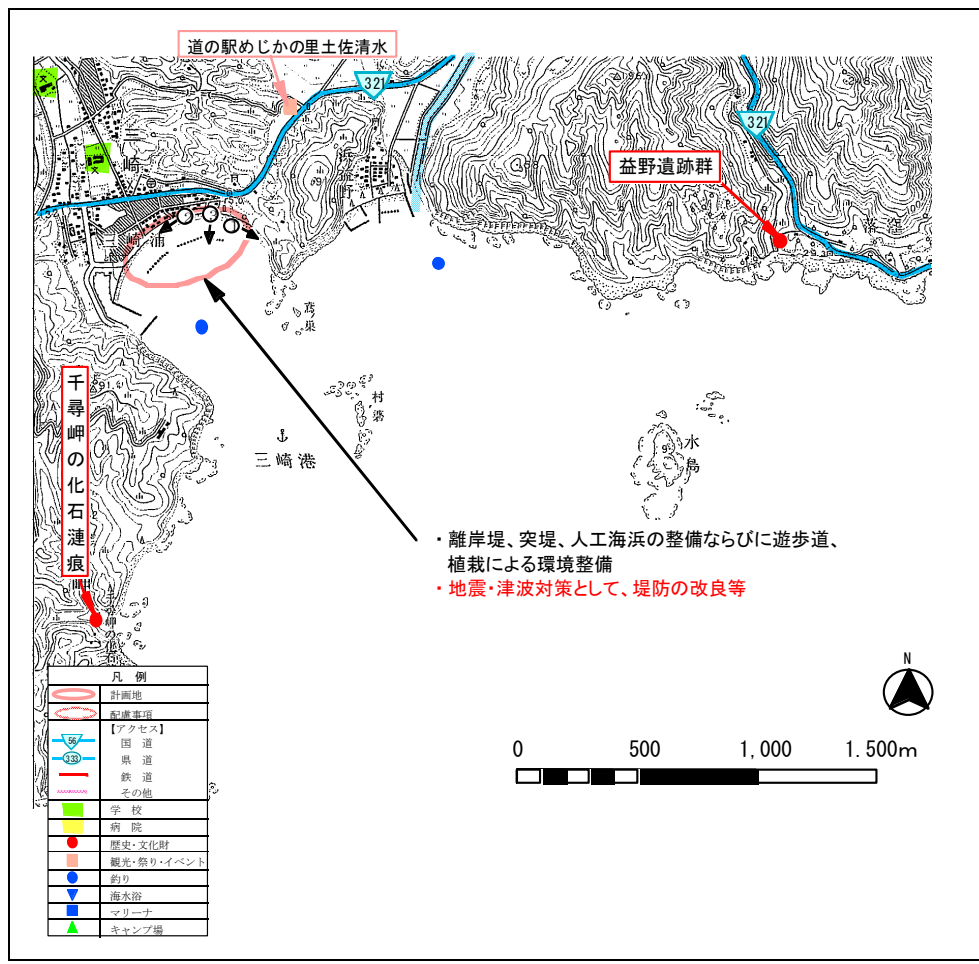 道の駅めじかの里土佐清水
321
321
益野遺跡群
三崎
三崎浦
浜益野
村碆
水島
三崎港
千尋岬の化石漣痕
・離岸堤、突堤、人工海浜の整備ならびに遊歩道、
植栽による環境整備
・地震・津波対策として、堤防の改良等
N
0 500 1,000 1.500m
凡 例
計画地
配慮事項
【アクセス】
56 国 道
333 県 道
鉄 道
その他
学 校
病 院
歴史・文化財
観光・祭り・イベント
釣り
海水浴
マリーナ
キャンプ場